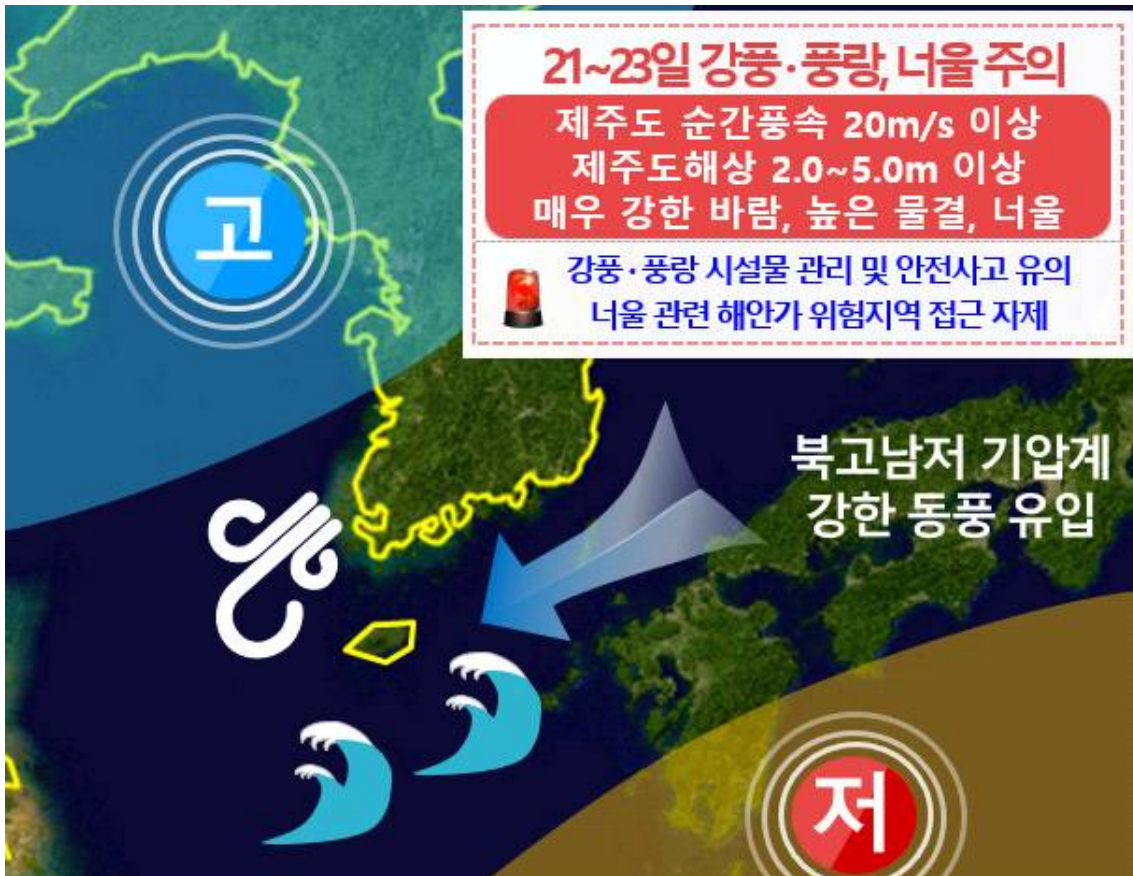 21~23일 강풍·풍랑, 너울 주의
제주도 순간풍속 20m/s 이상
제주도해상 2.0~5.0m 이상
매우 강한 바람, 높은 물결, 너울
강풍·풍랑 시설물 관리 및 안전사고 유의
너울 관련 해안가 위험지역 접근 자제
고
북고남저 기압계
강한 동풍 유입
저